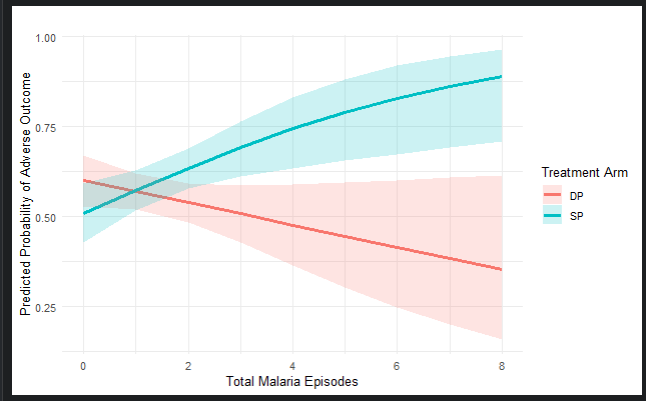 1.00
0.75
0.50
0.25
Predicted Probability of Adverse Outcome
0
2
4
6
8
Total Malaria Episodes
Treatment Arm
DP
SP